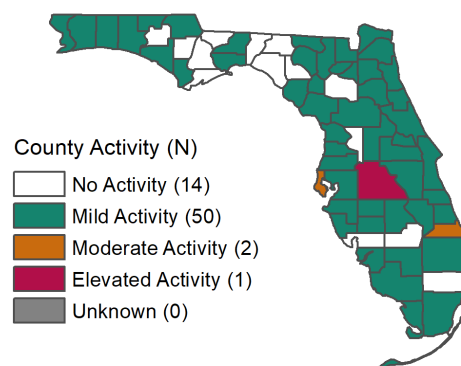 County Activity (N)
No Activity (14)
Mild Activity (50)
Moderate Activity (2)
Elevated Activity (1)
Unknown (0)